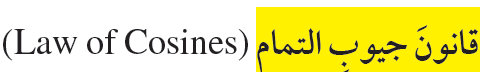 قانونَ جيوبِ التمام (Law of Cosines)